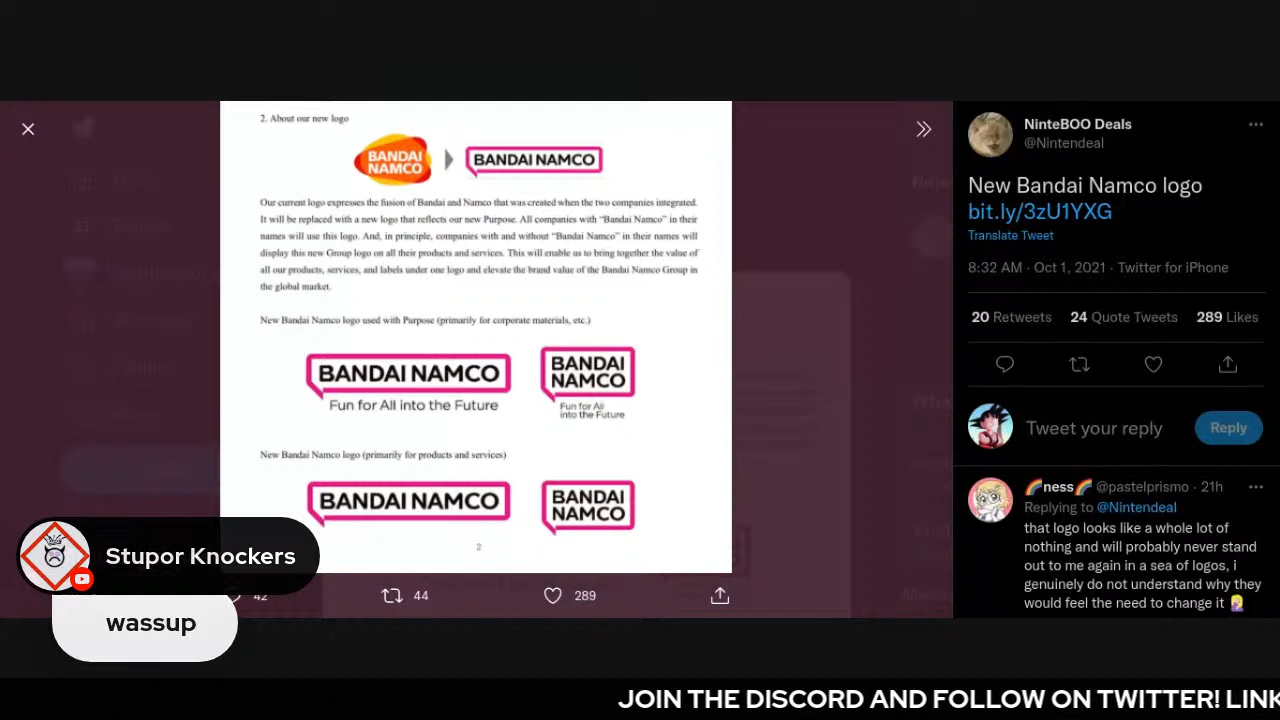 2. About our new logo
BANDAI
NAMCO
BANDAI NAMCO
Our current logo expresses the fusion of Bandai and Namco that was created when the two companies integrated.
It will be replaced with a new logo that reflects our new Purpose. All companies with “Bandai Namco” in their
names will use this logo. And, in principle, companies with and without “Bandai Namco” in their names will
display this new Group logo on all their products and services. This will enable us to bring together the value of
all our products, services, and labels under one logo and elevate the brand value of the Bandai Namco Group in
the global market.
New Bandai Namco logo used with Purpose (primarily for corporate materials, etc.)
BANDAI NAMCO
Fun for All into the Future
BANDAI
NAMCO
Fun for All
into the Future
New Bandai Namco logo (primarily for products and services)
BANDAI NAMCO
BANDAI
NAMCO
2
42
44
289
NinteBOO Deals
@Nintendeal
New Bandai Namco logo
bit.ly/3zU1YXG
Translate Tweet
8:32 AM · Oct 1, 2021 · Twitter for iPhone
20 Retweets 24 Quote Tweets 289 Likes
Tweet your reply
Reply
ness @pastelprismo · 21h
Replying to @Nintendeal
that logo looks like a whole lot of
nothing and will probably never stand
out to me again in a sea of logos, i
genuinely do not understand why they
would feel the need to change it
Stupor Knockers
wassup
JOIN THE DISCORD AND FOLLOW ON TWITTER! LINK